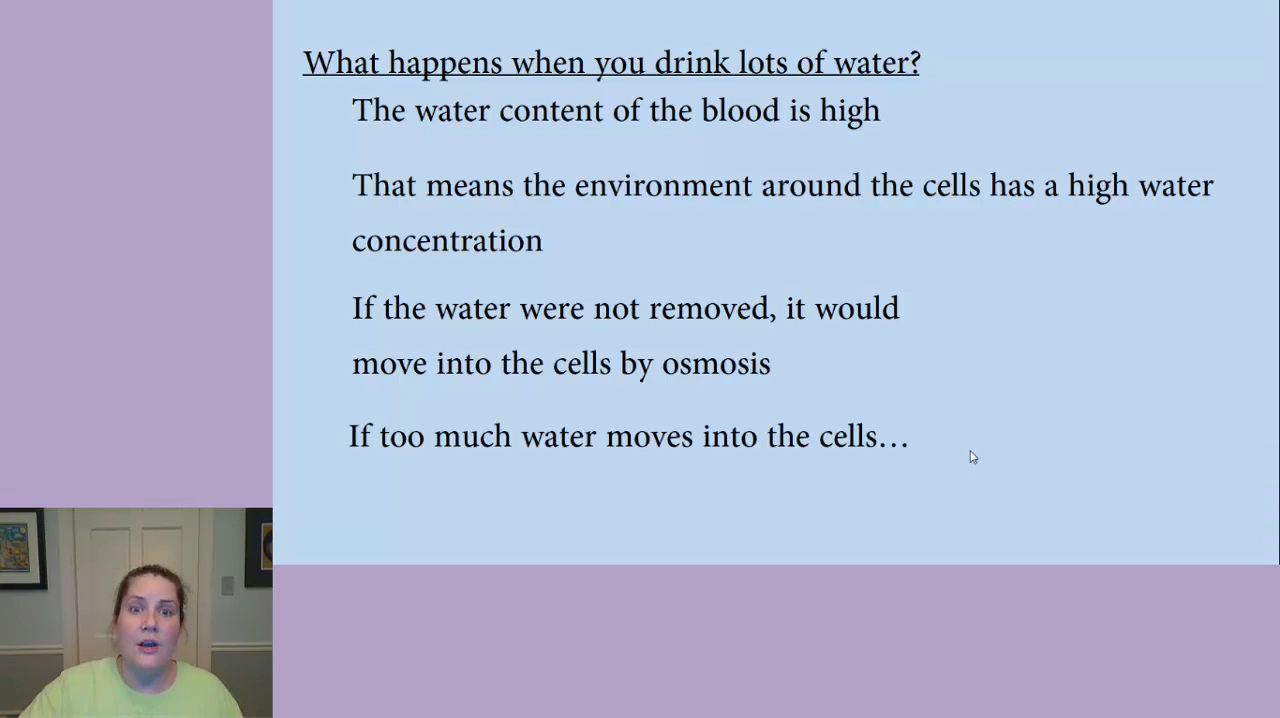 What happens when you drink lots of water?
The water content of the blood is high
That means the environment around the cells has a high water
concentration
If the water were not removed, it would
move into the cells by osmosis
If too much water moves into the cells…